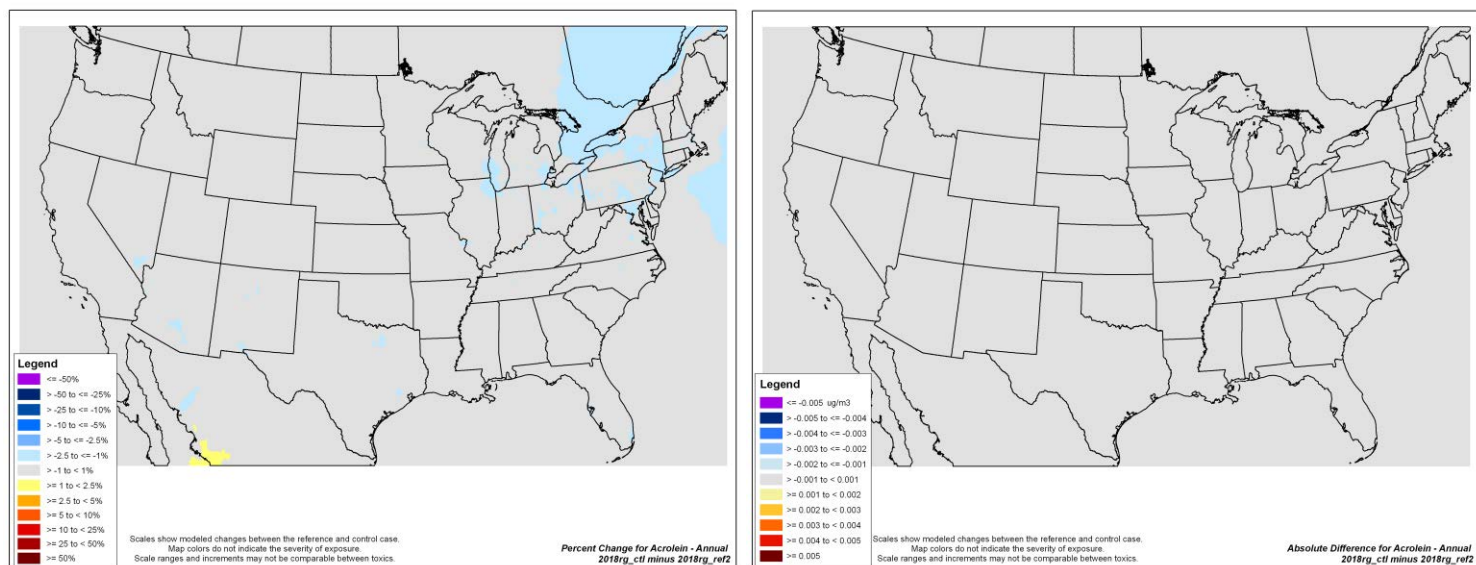 Legend
<= -50%
> -50 to <= -25%
> -25 to <= -10%
> -10 to <= -5%
> -5 to <= -2.5%
> -2.5 to <= -1%
> -1 to < 1%
>= 1 to < 2.5%
>= 2.5 to < 5%
>= 5 to < 10%
>= 10 to < 25%
>= 25 to < 50%
>= 50%
Scales show modeled changes between the reference and control case.
Map colors do not indicate the severity of exposure.
Scale ranges and increments may not be comparable between toxics.
Percent Change for Acrolein - Annual
2018rg_ctl minus 2018rg_ref2
Legend
<= -0.005 ug/m3
> -0.005 to <= -0.004
> -0.004 to <= -0.003
> -0.003 to <= -0.002
> -0.002 to <= -0.001
> -0.001 to < 0.001
>= 0.001 to < 0.002
>= 0.002 to < 0.003
>= 0.003 to < 0.004
>= 0.004 to < 0.005
>= 0.005
Scales show modeled changes between the reference and control case.
Map colors do not indicate the severity of exposure.
Scale ranges and increments may not be comparable between toxics.
Absolute Difference for Acrolein - Annual
2018rg_ctl minus 2018rg_ref2